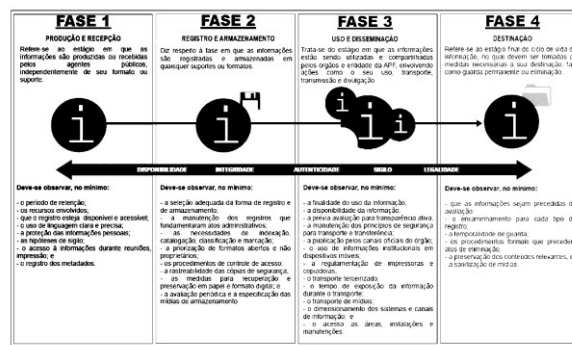 FASE 1
PRODUÇÃO E RECEPÇÃO
Refere-se ao estágio em que as
informações são produzidas ou recebidas
pelos agentes públicos,
independentemente de seu formato ou
suporte.
FASE 2
REGISTRO E ARMAZENAMENTO
Diz respeito à fase em que as informações
são registradas e armazenadas em
quaisquer suportes ou formatos
FASE 3
USO E DISSEMINAÇÃO
Trata-se do estágio em que as informações
estão sendo utilizadas e compartilhadas
pelos órgãos e entidade da APF, envolvendo
ações como o seu uso, transporte,
transmissão e divulgação
FASE 4
DESTINAÇÃO
Refere-se ao estágio final do ciclo de vida d
informação, no qual devem ser tomadas
medidas necessárias a sua destinação,
como guarda permanente ou eliminação.
i
i
i
i
i
i
DISPONIBILIDADE INTEGRIDADE AUTENTICIDADE SIGILO LEGALIDADE
Deve-se observar, no mínimo:
- o período de retenção;
- os recursos envolvidos;
- que o registro esteja disponível e acessível;
- o uso de linguagem clara e precisa;
- a proteção das informações pessoais;
- as hipóteses de sigilo;
- o acesso à informações durante reuniões,
impressão; e
- o registro dos metadados.
Deve-se observar, no mínimo:
- a seleção adequada da forma de registro e
de armazenamento;
- a manutenção dos registros que
fundamentaram atos administrativos;
- as necessidades de indexação,
catalogação, classificação e marcação;
- a priorização de formatos abertos e não
proprietários;
- os procedimentos de controle de acesso;
- a rastreabilidade das cópias de segurança;
- as medidas para recuperação e
preservação em papel e formato digital; e
- a avaliação periódica e a especificação das
mídias de armazenamento
Deve-se observar, no mínimo:
- a finalidade do uso da informação;
- a disponibilidade da informação;
- a prévia avaliação para transparência ativa;
- a manutenção dos princípios de segurança
para transporte e transferência;
- a publicação pelos canais oficiais do órgão;
- o uso de informações institucionais em
dispositivos móveis;
- a regulamentação de impressoras e
copiadoras;
- o transporte terceirizado;
- o tempo de exposição da informação
durante o transporte;
- o transporte de mídias;
- o dimensionamento dos sistemas e canais
de informação; e
- o acesso as áreas, instalações e
manutenções.
Deve-se observar, no mínimo:
- que as informações sejam precedidas d
avaliação
- o encaminhamento para cada tipo d
registro;
- a temporalidade de guarda;
- os procedimentos formais que precede
atos de eliminação;
- a preservação dos conteúdos relevantes, e
- a sanitização de mídias